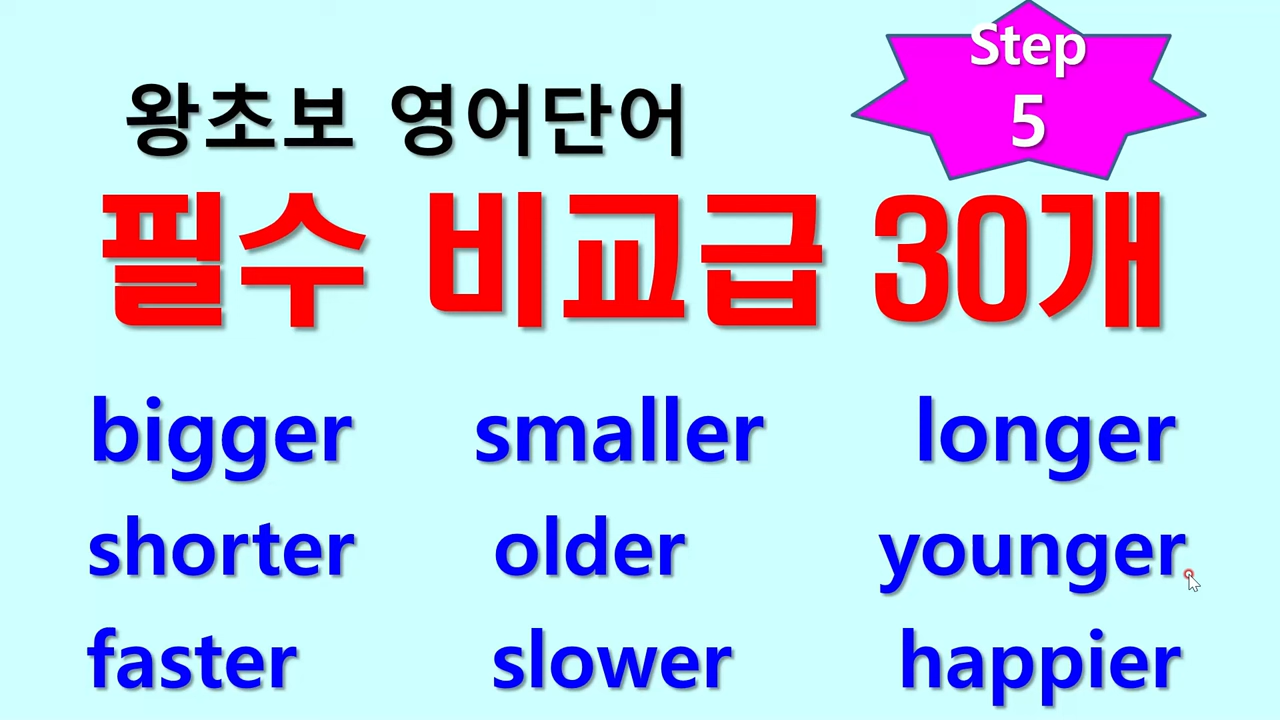 Step
5
왕초보 영어단어
필수 비교급 30개
bigger smaller longer
shorter older younger
faster slower happier